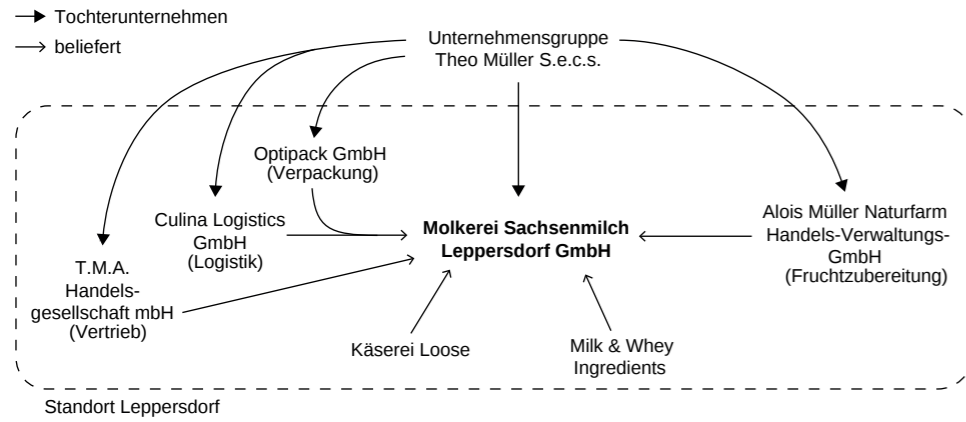 Tochterunternehmen
beliefert
Unternehmensgruppe
Theo Müller S.e.c.s.
Optipack GmbH
(Verpackung)
Culina Logistics
GmbH
(Logistik)
T.M.A.
Handels-
gesellschaft mbH
(Vertrieb)
Molkerei Sachsenmilch
Leppersdorf GmbH
Alois Müller Naturfarm
Handels-Verwaltungs-
GmbH
(Fruchtzubereitung)
Käserei Loose
Milk & Whey
Ingredients
Standort Leppersdorf